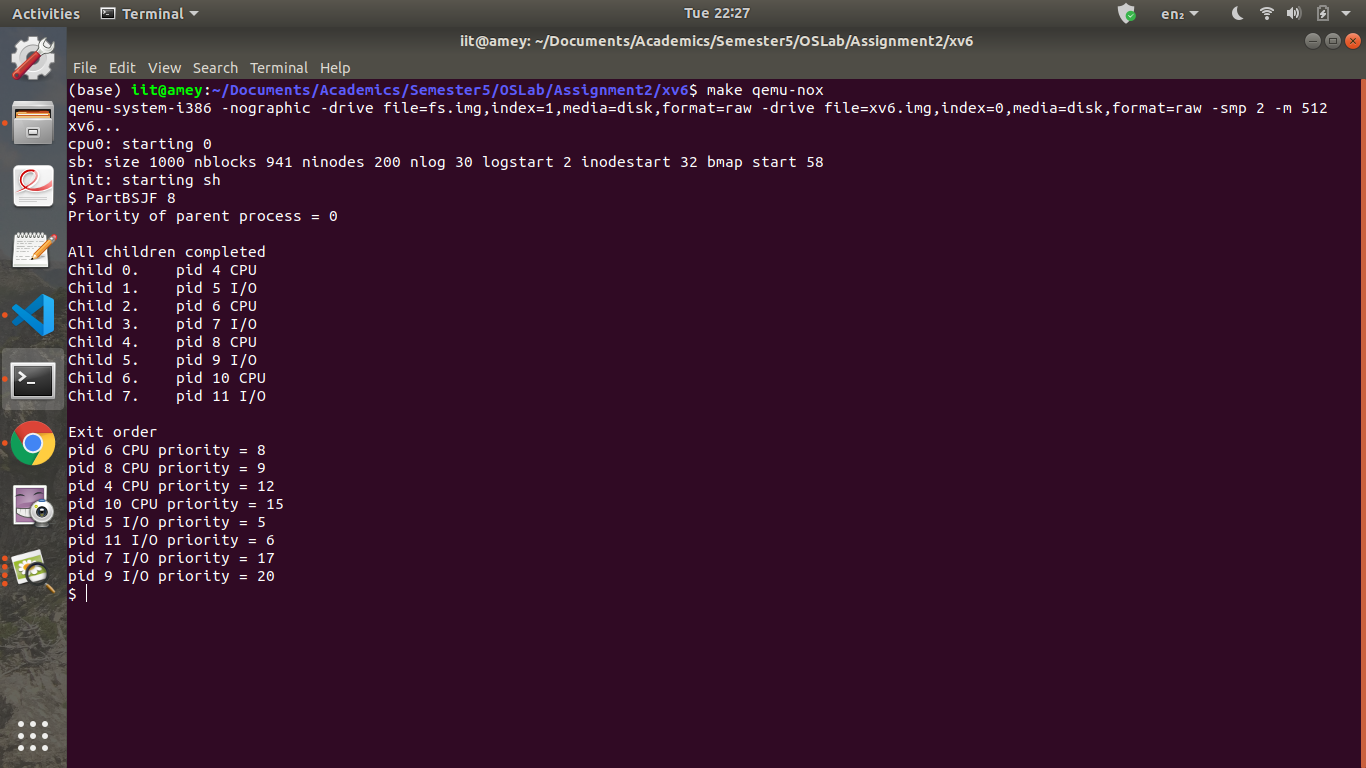 Activities Terminal Tue 22:27 en₂
iit@amey: ~/Documents/Academics/Semester5/OSLab/Assignment2/xv6
File Edit View Search Terminal Help
(base) iit@amey:~/Documents/Academics/Semester5/OSLab/Assignment2/xv6$ make qemu-nox
qemu-system-i386 -nographic -drive file=fs.img,index=1,media=disk,format=raw -drive file=xv6.img,index=0,media=disk,format=raw -smp 2 -m 512
xv6...
cpu0: starting 0
sb: size 1000 nblocks 941 ninodes 200 nlog 30 logstart 2 inodestart 32 bmap start 58
init: starting sh
$ PartBSJF 8
Priority of parent process = 0
All children completed
Child 0.    pid 4 CPU
Child 1.    pid 5 I/O
Child 2.    pid 6 CPU
Child 3.    pid 7 I/O
Child 4.    pid 8 CPU
Child 5.    pid 9 I/O
Child 6.    pid 10 CPU
Child 7.    pid 11 I/O
Exit order
pid 6 CPU priority = 8
pid 8 CPU priority = 9
pid 4 CPU priority = 12
pid 10 CPU priority = 15
pid 5 I/O priority = 5
pid 11 I/O priority = 6
pid 7 I/O priority = 17
pid 9 I/O priority = 20
$